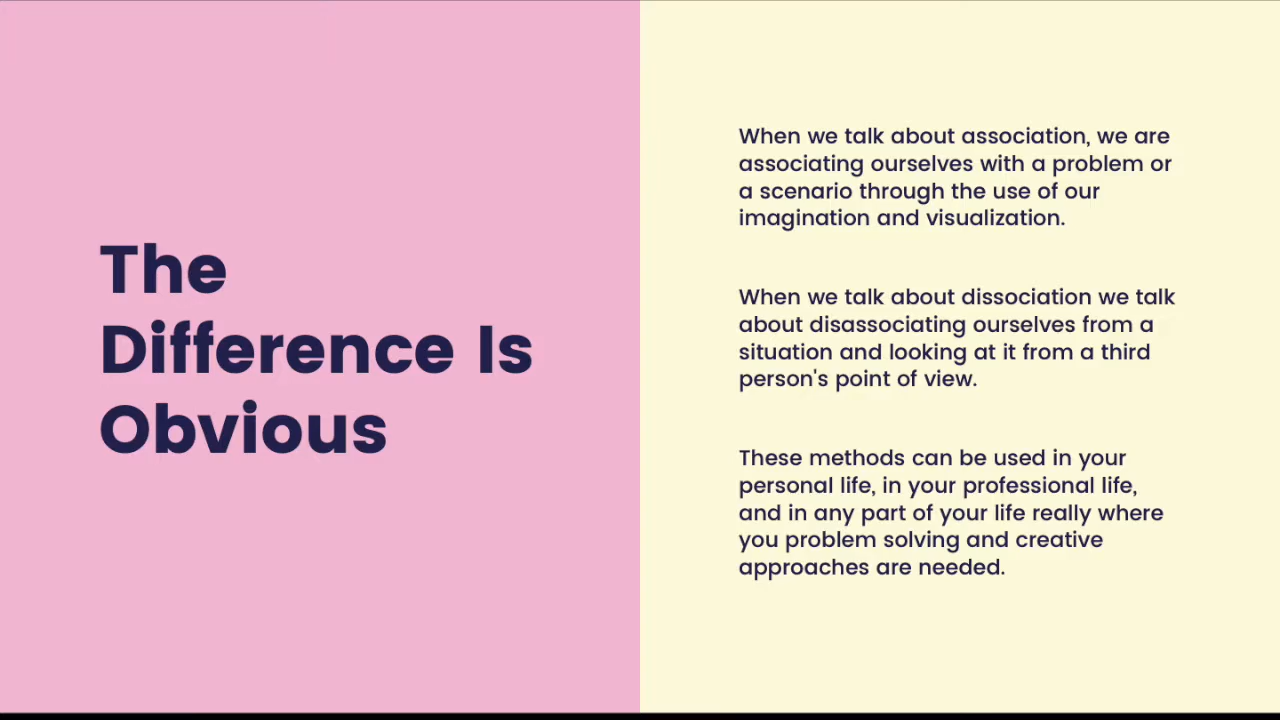 The
Difference Is
Obvious
When we talk about association, we are
associating ourselves with a problem or
a scenario through the use of our
imagination and visualization.
When we talk about dissociation we talk
about disassociating ourselves from a
situation and looking at it from a third
person's point of view.
These methods can be used in your
personal life, in your professional life,
and in any part of your life really where
you problem solving and creative
approaches are needed.